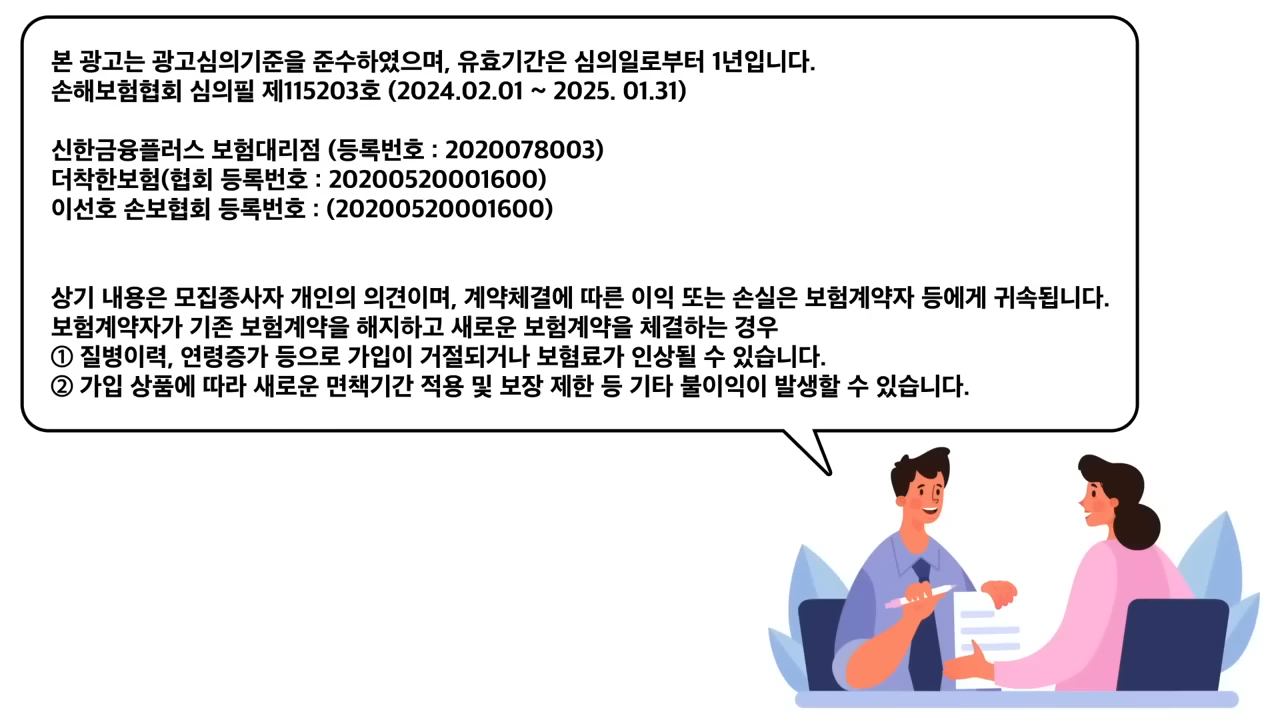 본 광고는 광고심의기준을 준수하였으며, 유효기간은 심의일로부터 1년입니다.
손해보험협회 심의필 제115203호 (2024.02.01 ~ 2025. 01.31)
신한금융플러스 보험대리점 (등록번호 : 2020078003)
더착한보험(협회 등록번호 : 20200520001600)
이선호 손보협회 등록번호 : (20200520001600)
상기 내용은 모집종사자 개인의 의견이며, 계약체결에 따른 이익 또는 손실은 보험계약자 등에게 귀속됩니다.
보험계약자가 기존 보험계약을 해지하고 새로운 보험계약을 체결하는 경우
① 질병이력, 연령증가 등으로 가입이 거절되거나 보험료가 인상될 수 있습니다.
② 가입 상품에 따라 새로운 면책기간 적용 및 보장 제한 등 기타 불이익이 발생할 수 있습니다.